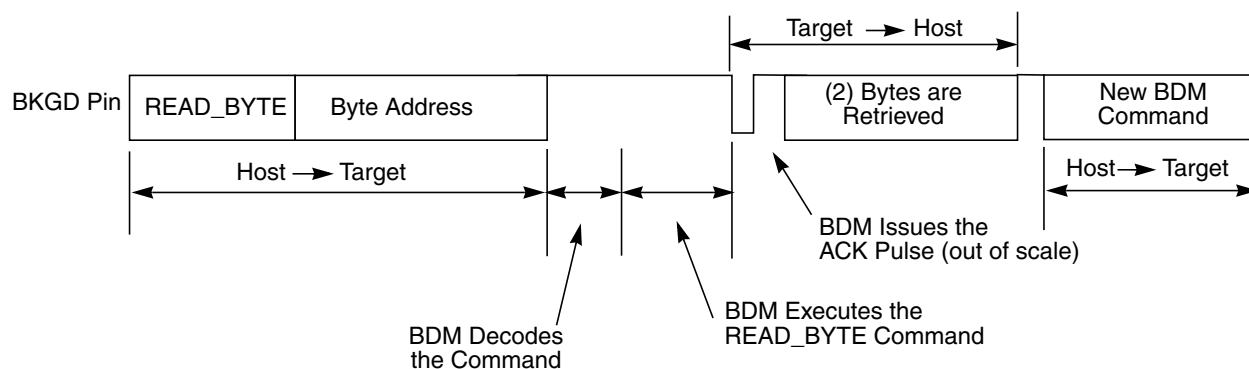 Target → Host
BKGD Pin
READ_BYTE
Byte Address
(2) Bytes are
Retrieved
New BDM
Command
Host → Target
Host → Target
BDM Issues the
ACK Pulse (out of scale)
BDM Decodes
the Command
BDM Executes the
READ_BYTE Command